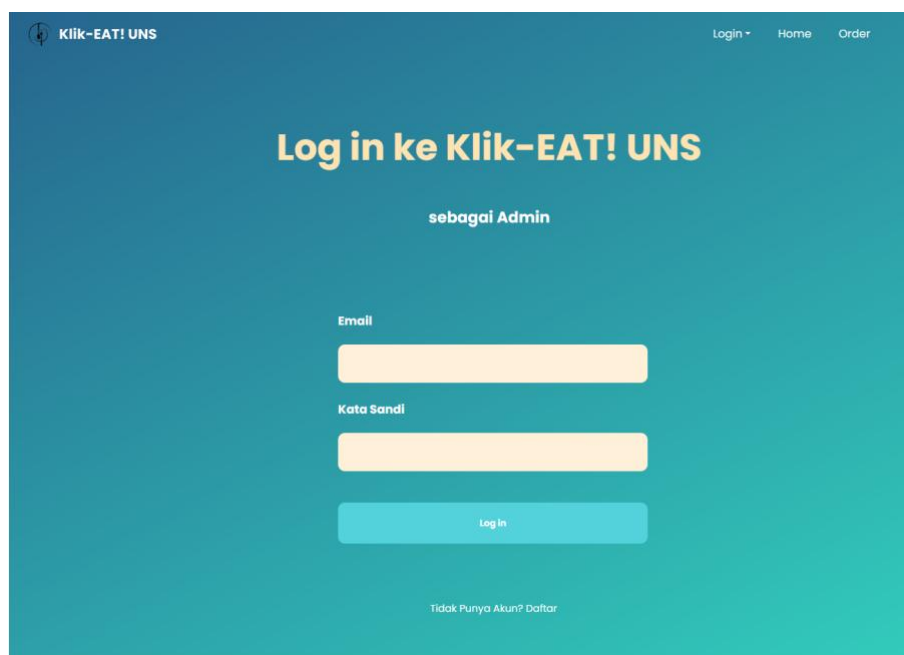 Klik-EAT! UNS
Login
Home
Order
Log in ke Klik-EAT! UNS
sebagai Admin
Email
Kata Sandi
Log in
Tidak Punya Akun? Daftar